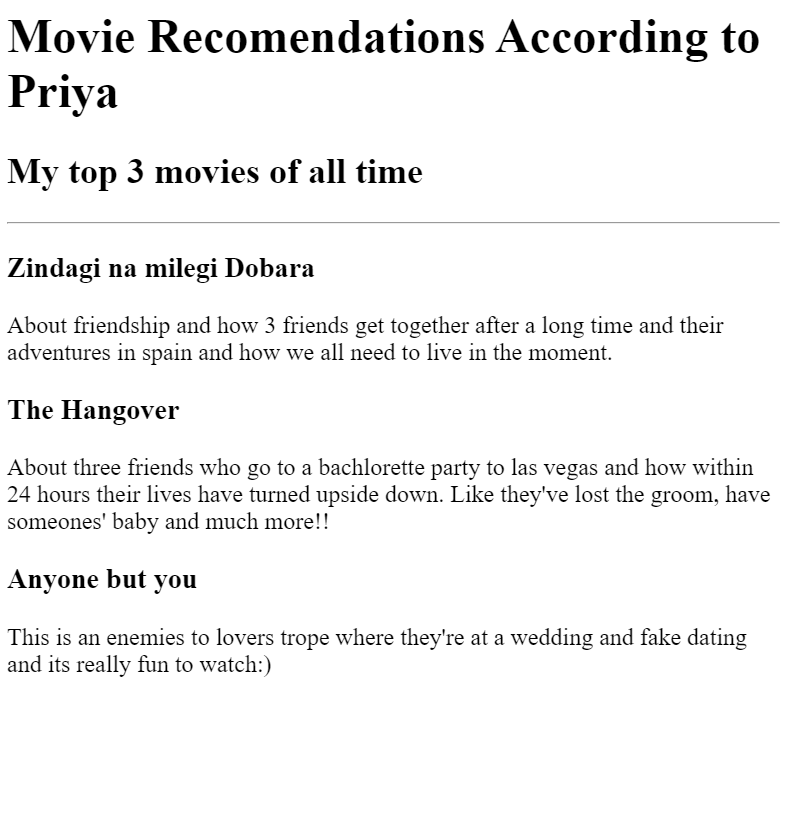 Movie Recomendations According to
Priya
My top 3 movies of all time
Zindagi na milegi Dobara
About friendship and how 3 friends get together after a long time and their
adventures in spain and how we all need to live in the moment.
The Hangover
About three friends who go to a bachlorette party to las vegas and how within
24 hours their lives have turned upside down. Like they've lost the groom, have
someones' baby and much more!!
Anyone but you
This is an enemies to lovers trope where they're at a wedding and fake dating
and its really fun to watch:)